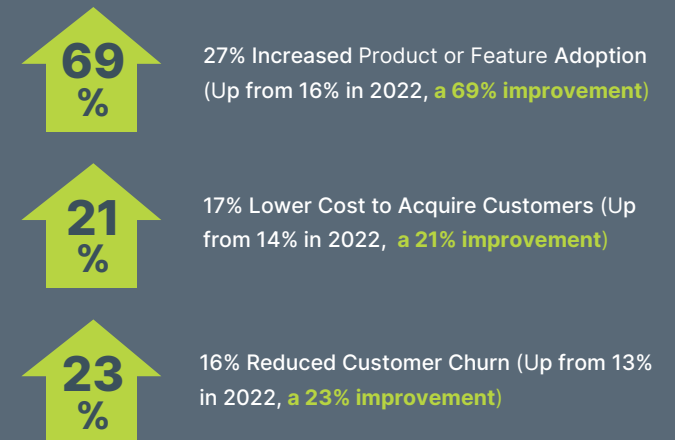 69
%
27% Increased Product or Feature Adoption
(Up from 16% in 2022, a 69% improvement)
21
%
17% Lower Cost to Acquire Customers (Up
from 14% in 2022, a 21% improvement)
23
%
16% Reduced Customer Churn (Up from 13%
in 2022, a 23% improvement)